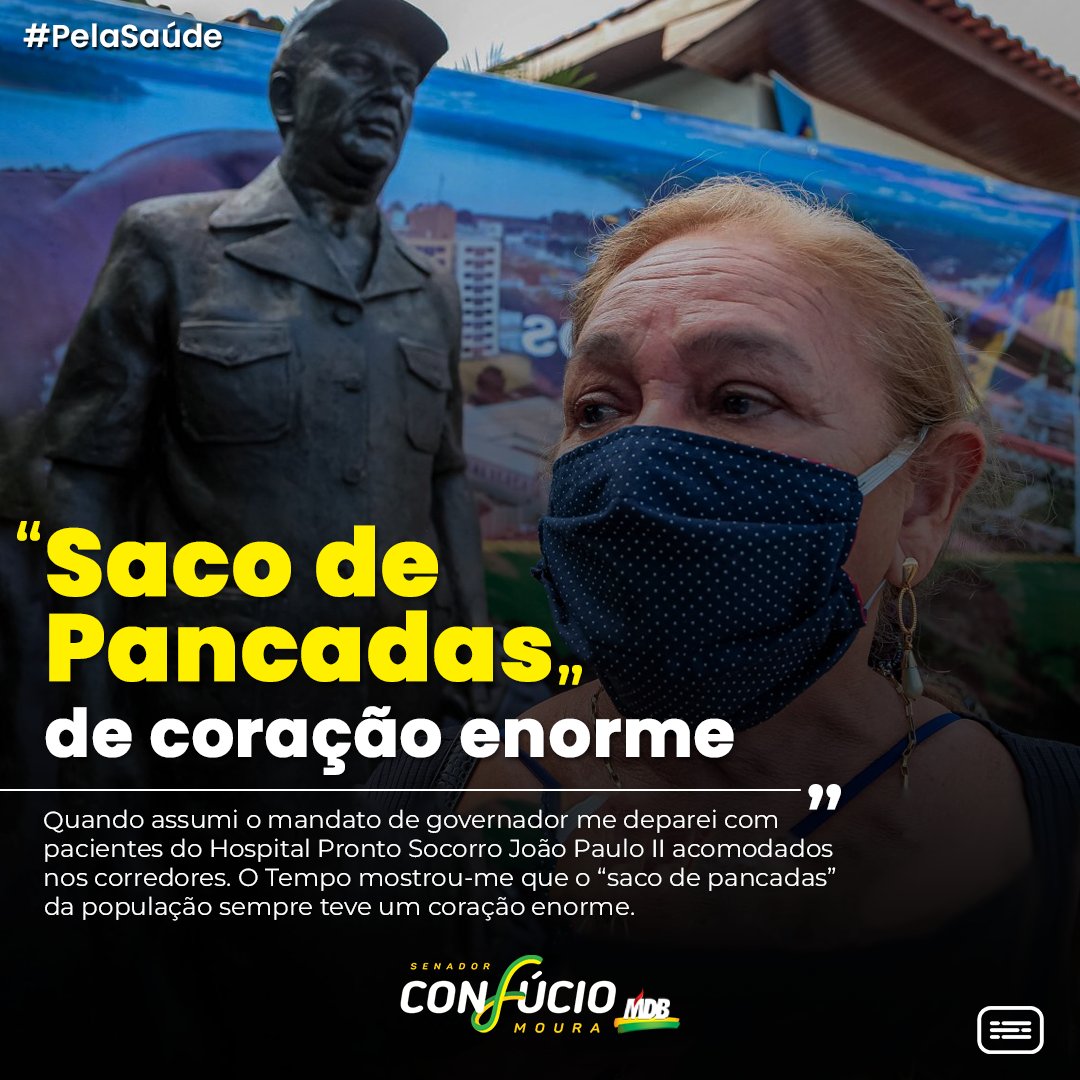 #PelaSaúde
“Saco de
Pancadas„
de coração enorme
”
Quando assumi o mandato de governador me deparei com
pacientes do Hospital Pronto Socorro João Paulo II acomodados
nos corredores. O Tempo mostrou-me que o “saco de pancadas”
da população sempre teve um coração enorme.
SENADOR
CONFÚCIO
MOURA
MDB